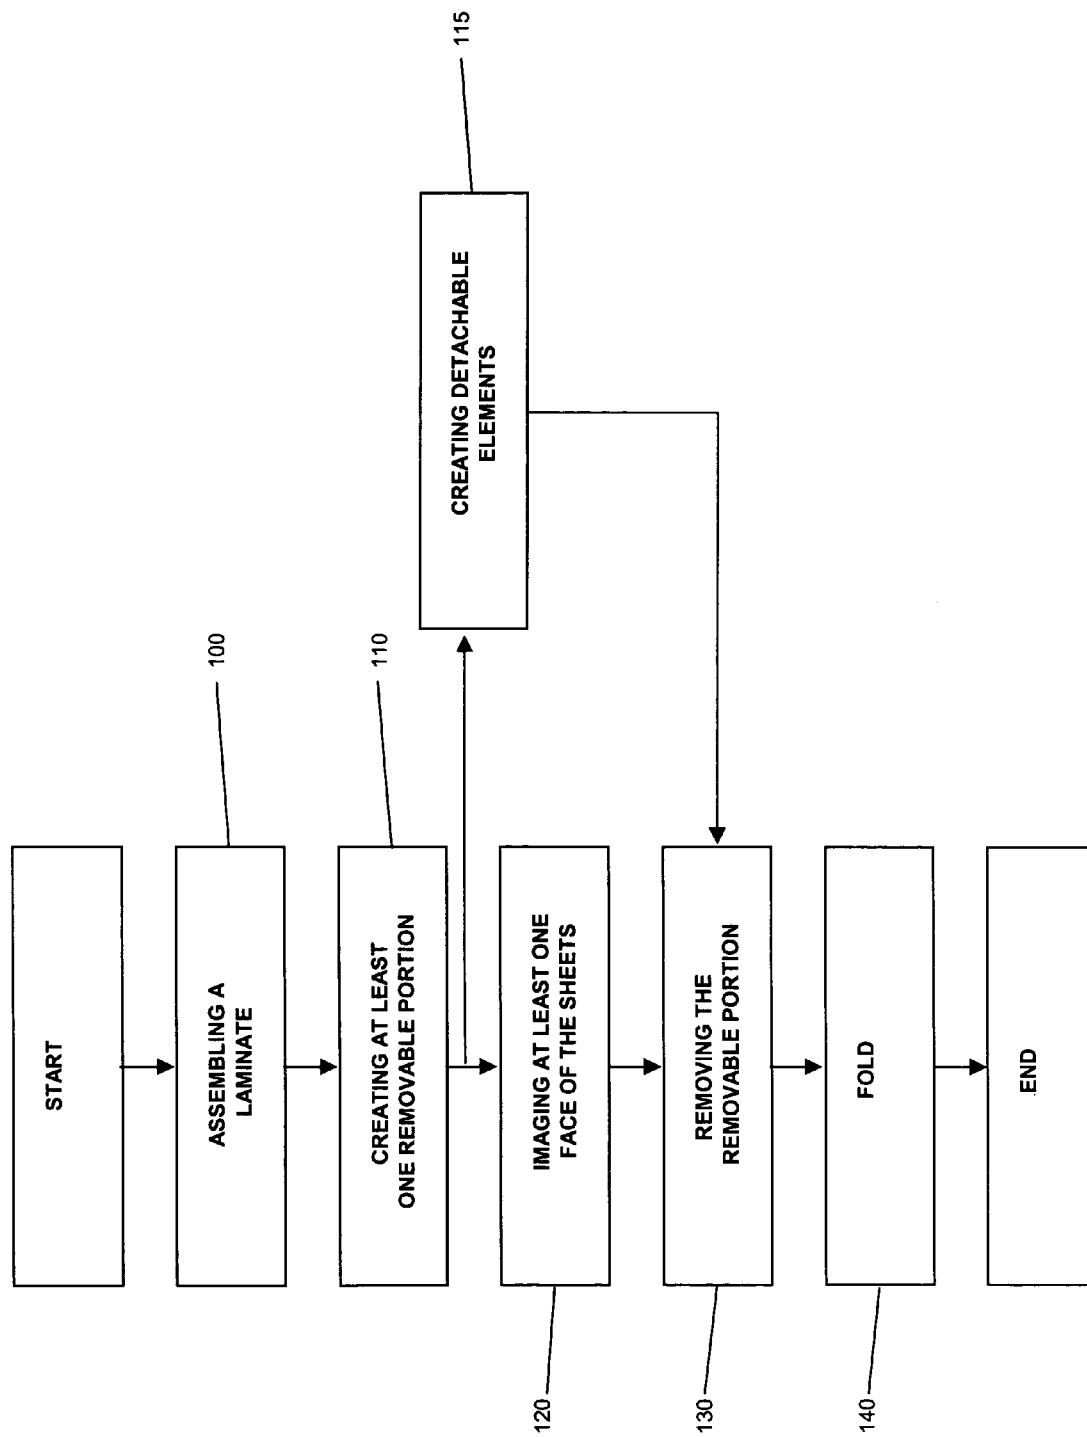 START
ASSEMBLING A
LAMINATE
100
CREATING AT LEAST
ONE REMOVABLE PORTION
110
CREATING DETACHABLE
ELEMENTS
115
IMAGING AT LEAST ONE
FACE OF THE SHEETS
120
REMOVING THE
REMOVABLE PORTION
130
FOLD
140
END